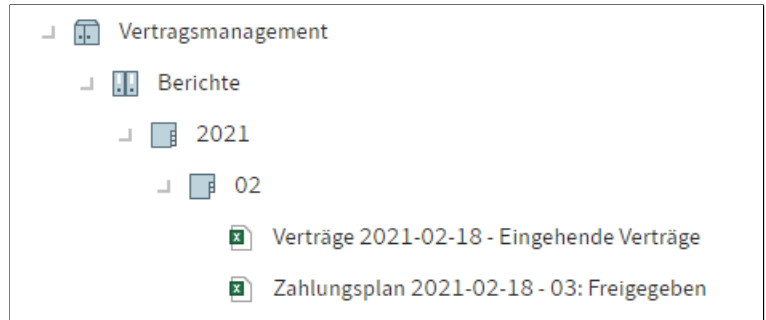 Vertragsmanagement
Berichte
2021
02
Verträge 2021-02-18 - Eingehende Verträge
Zahlungsplan 2021-02-18 - 03: Freigegeben